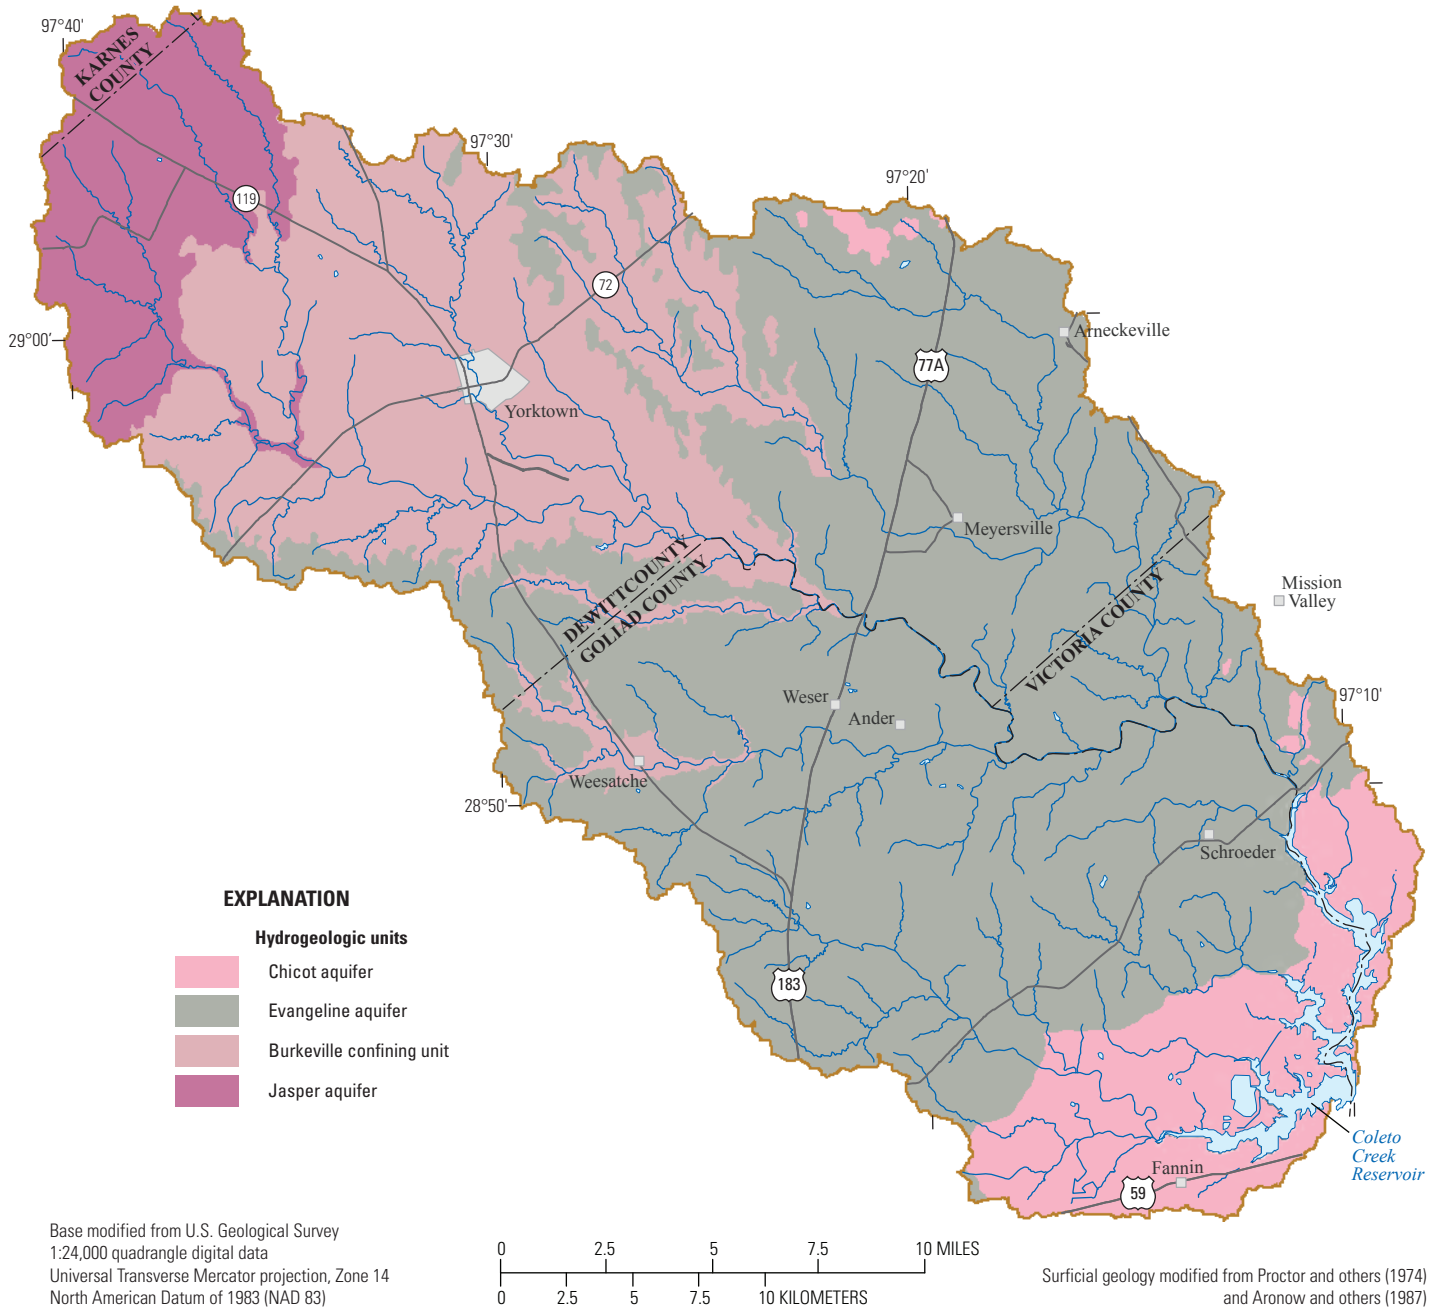 97°40'
KARNES
COUNTY
97°30'
97°20'
119
72
29°00'
Arneckeville
77A
Yorktown
Meyersville
DEWITT COUNTY
GOLIAD COUNTY
VICTORIA COUNTY
Mission
Valley
97°10'
Weser
Ander
Weesatche
28°50'
Schroeder
183
EXPLANATION
Hydrogeologic units
Chicot aquifer
Evangeline aquifer
Burkeville confining unit
Jasper aquifer
Coleto
Creek
Reservoir
Fannin
59
Base modified from U.S. Geological Survey
1:24,000 quadrangle digital data
Universal Transverse Mercator projection, Zone 14
North American Datum of 1983 (NAD 83)
0 2.5 5 7.5 10 MILES
0 2.5 5 7.5 10 KILOMETERS
Surficial geology modified from Proctor and others (1974)
and Aronow and others (1987)